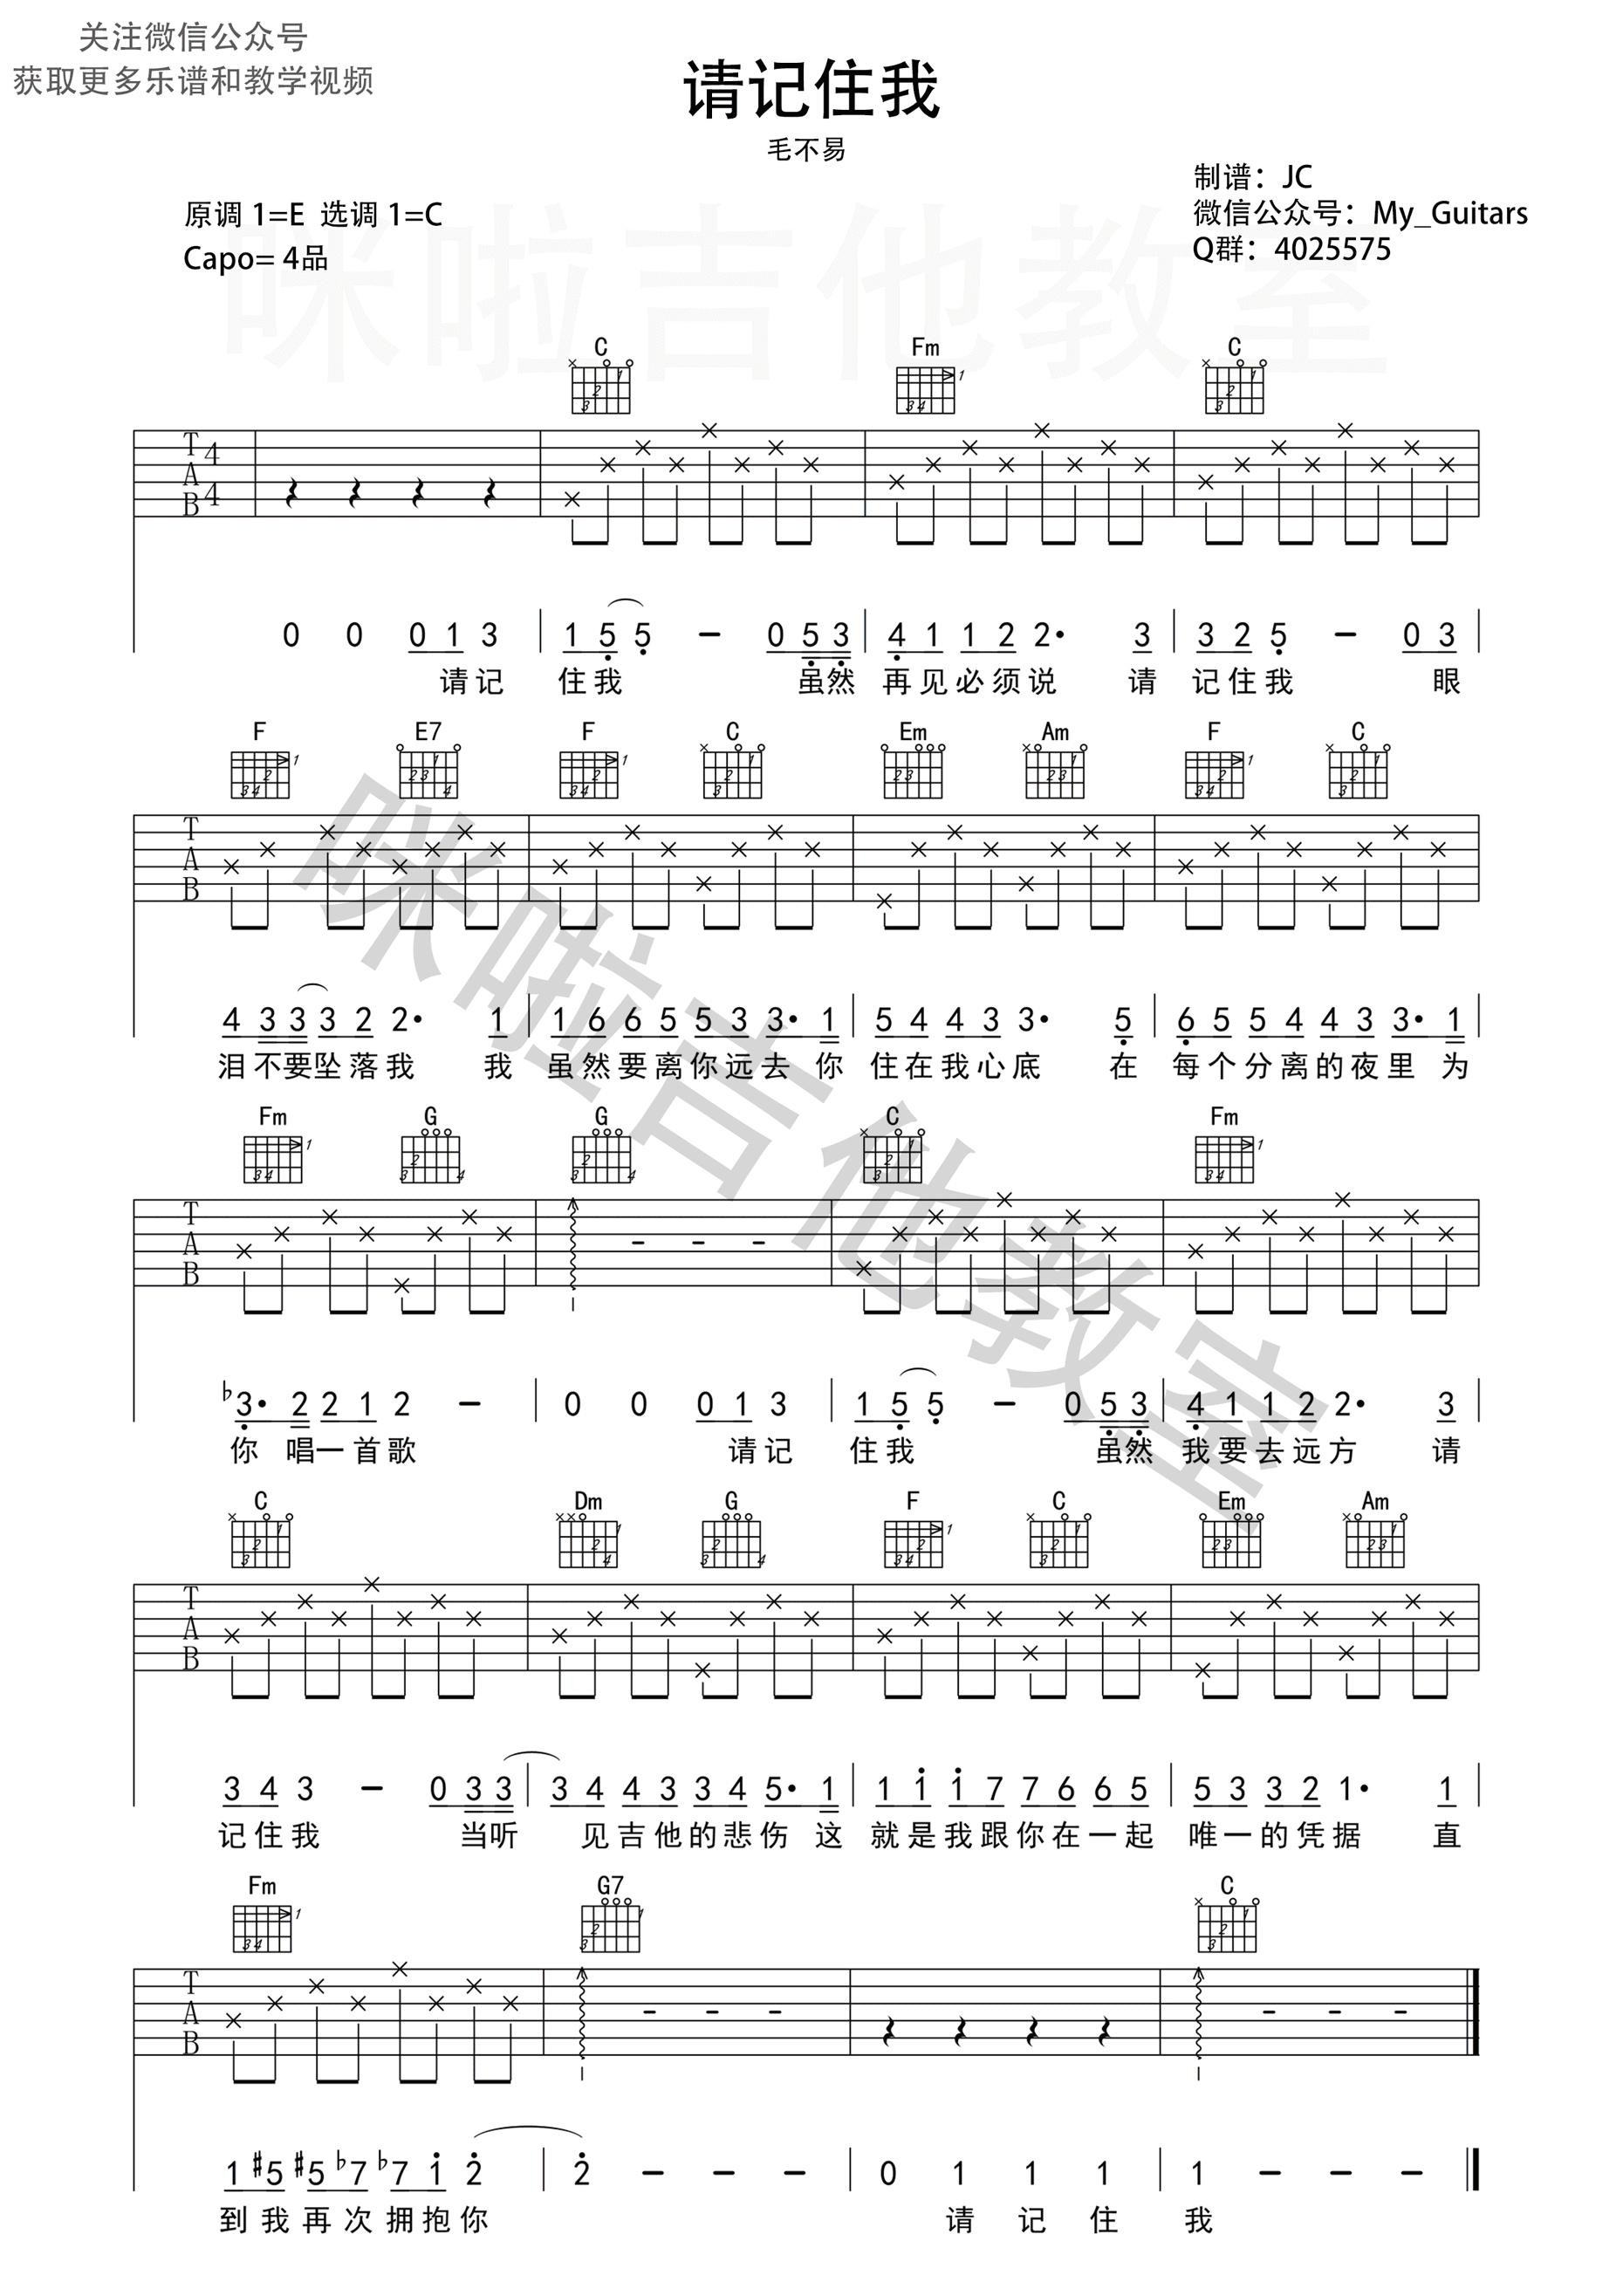 关注微信公众号
获取更多乐谱和教学视频
请记住我
毛不易
制谱：JC
原调 1=E 选调 1=C
微信公众号：My_Guitars
Capo= 4品
Q群：4025575
咪啦吉他教室
C Fm C
T A B 4 4
0 0 0 1 3 | 1 5 5 － 0 5 3 | 4 1 1 2 2· 3 | 3 2 5 － 0 3
请记 住我 虽然 再见必须说 请 记住我 眼
F E7 F C Em Am F C
T A B
4 3 3 3 2 2· 1 | 1 6 6 5 5 3 3· 1 | 5 4 4 3 3· 5 | 6 5 5 4 4 3 3· 1
泪不要坠落我 我 虽然要离你远去你 住在我心底 在 每个分离的夜里 为
咪啦吉他教室
Fm G G C Fm
T A B
♭3· 2 2 1 2 － | 0 0 0 1 3 | 1 5 5 － 0 5 3 | 4 1 1 2 2· 3
你 唱一首歌 请记 住我 虽然 我要去远方 请
C Dm G F C Em Am
T A B
3 4 3 － 0 3 3 | 3 4 4 3 3 4 5· 1 | 1 1 1 7 7 6 6 5 | 5 3 3 2 1· 1
记住我 当听 见吉他的悲伤 这 就是我跟你在一起 唯一的凭据 直
Fm G7 C
T A B
1 #5 #5 ♭7 ♭7 1 2 | 2 － － － | 0 1 1 1 | 1 － － －
到我再次拥抱你 请 记 住 我